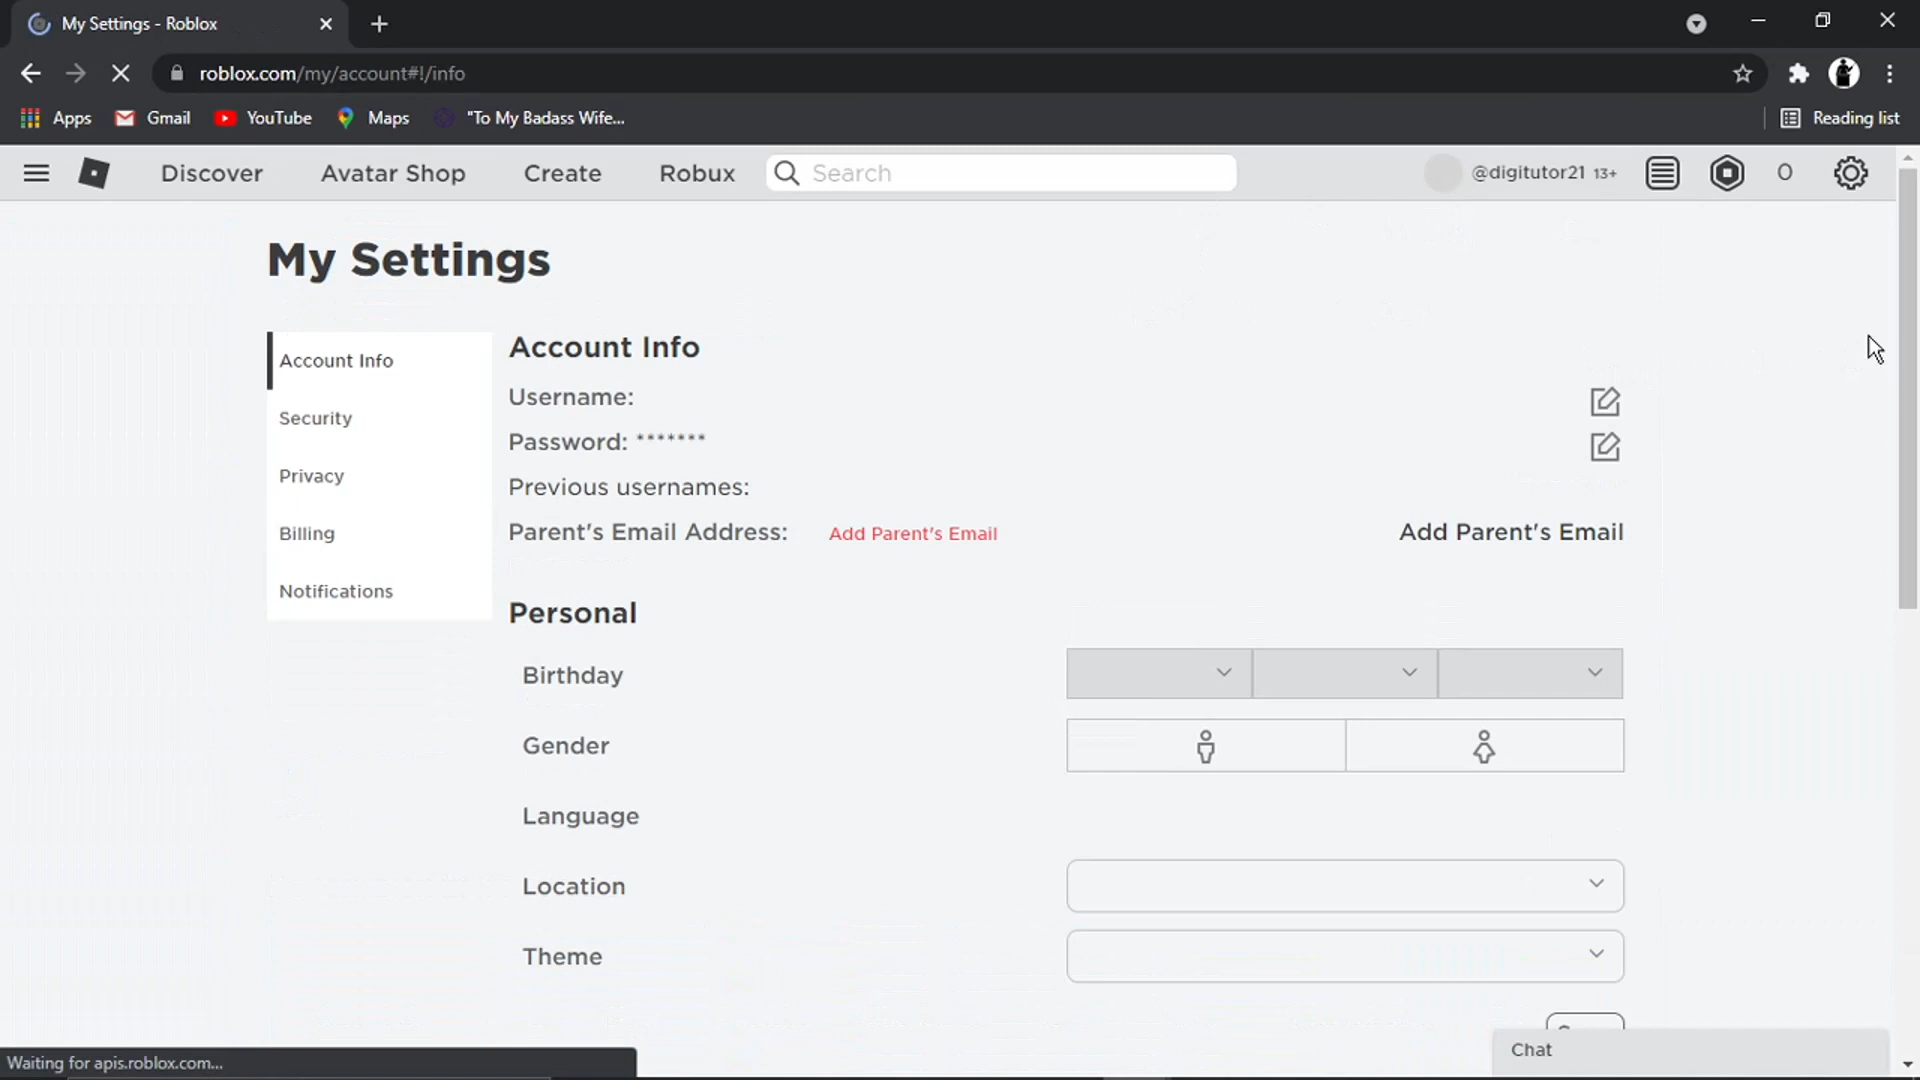 My Settings - Roblox
roblox.com/my/account#!/info
Apps Gmail YouTube Maps "To My Badass Wife... Reading list
Discover Avatar Shop Create Robux Search @digitutor21 13+ 0
My Settings
Account Info
Security
Privacy
Billing
Notifications
Account Info
Username:
Password: *******
Previous usernames:
Parent's Email Address: Add Parent's Email Add Parent's Email
Personal
Birthday
Gender
Language
Location
Theme
Chat
Waiting for apis.roblox.com...